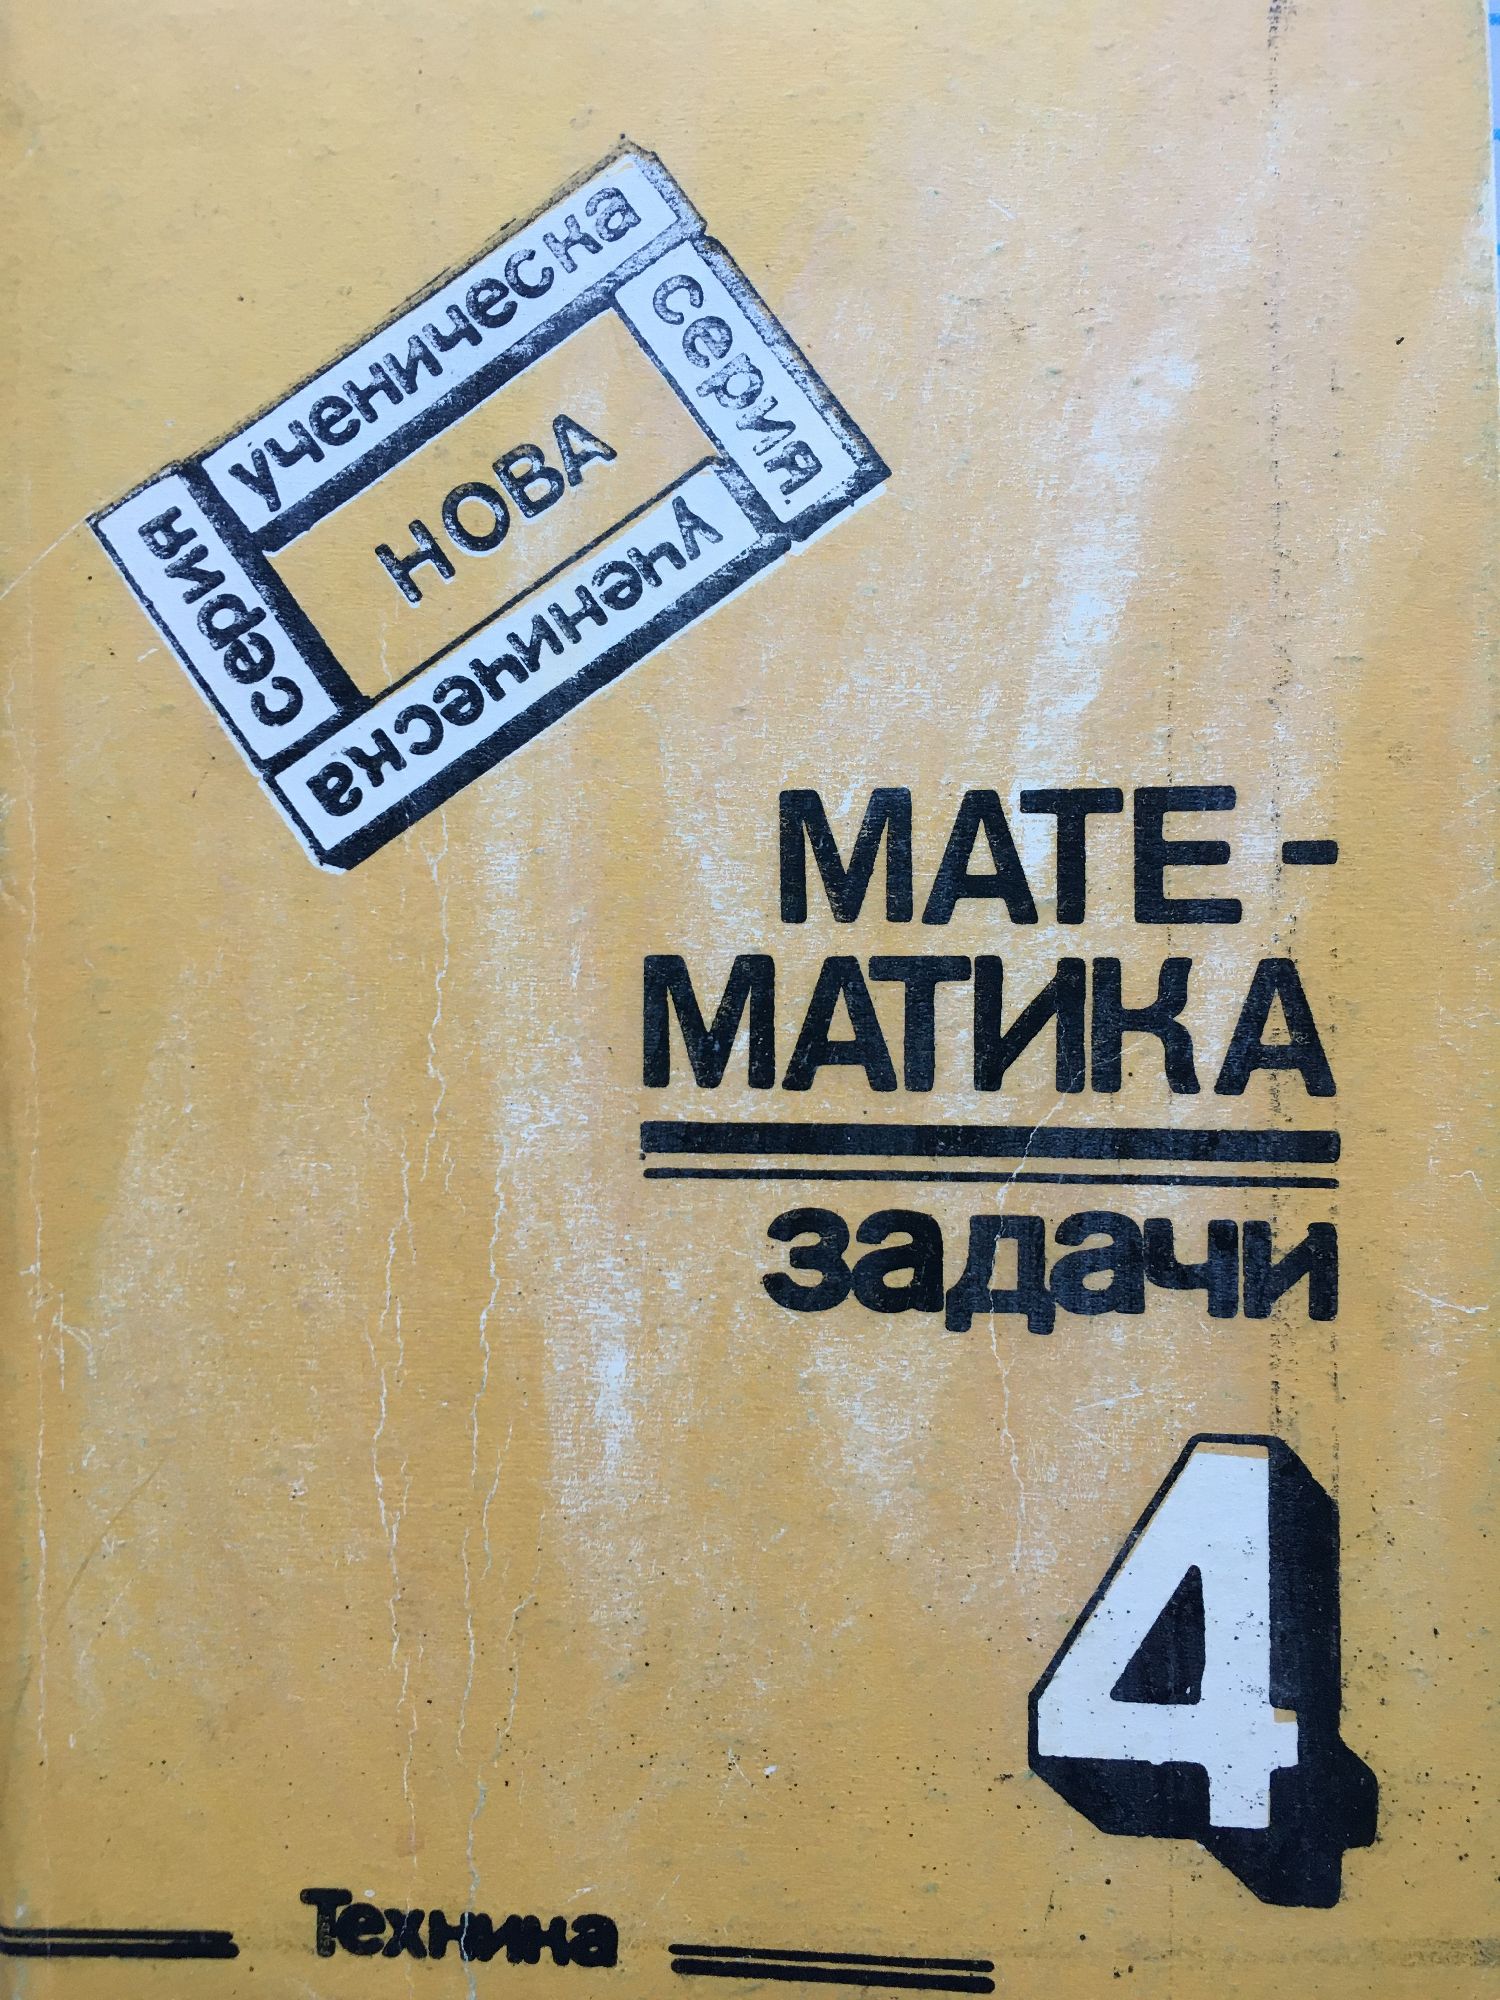 ученическа
серия
НОВА
серия
ученическа
МАТЕ-
МАТИКА
задачи
4
Техника